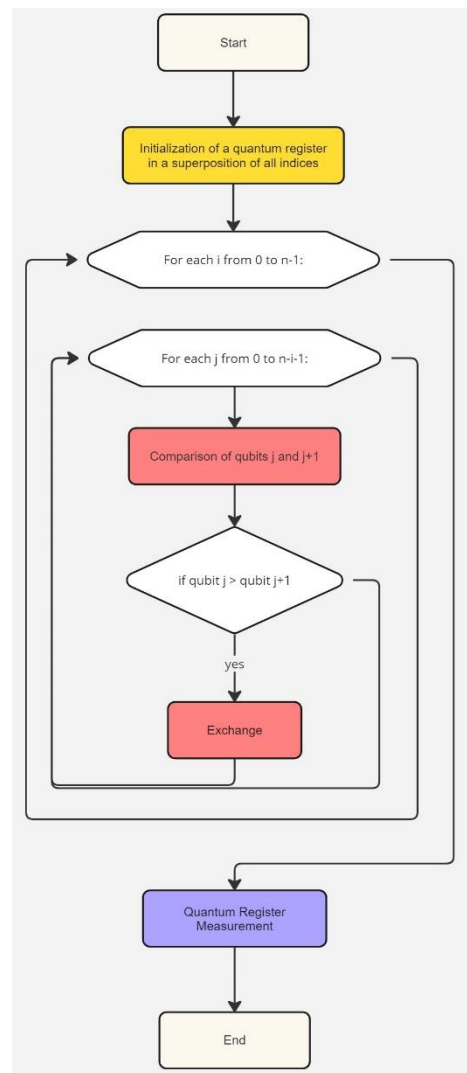 Start
Initialization of a quantum register
in a superposition of all indices
For each i from 0 to n-1:
For each j from 0 to n-i-1:
Comparison of qubits j and j+1
if qubit j > qubit j+1
yes
Exchange
Quantum Register
Measurement
End